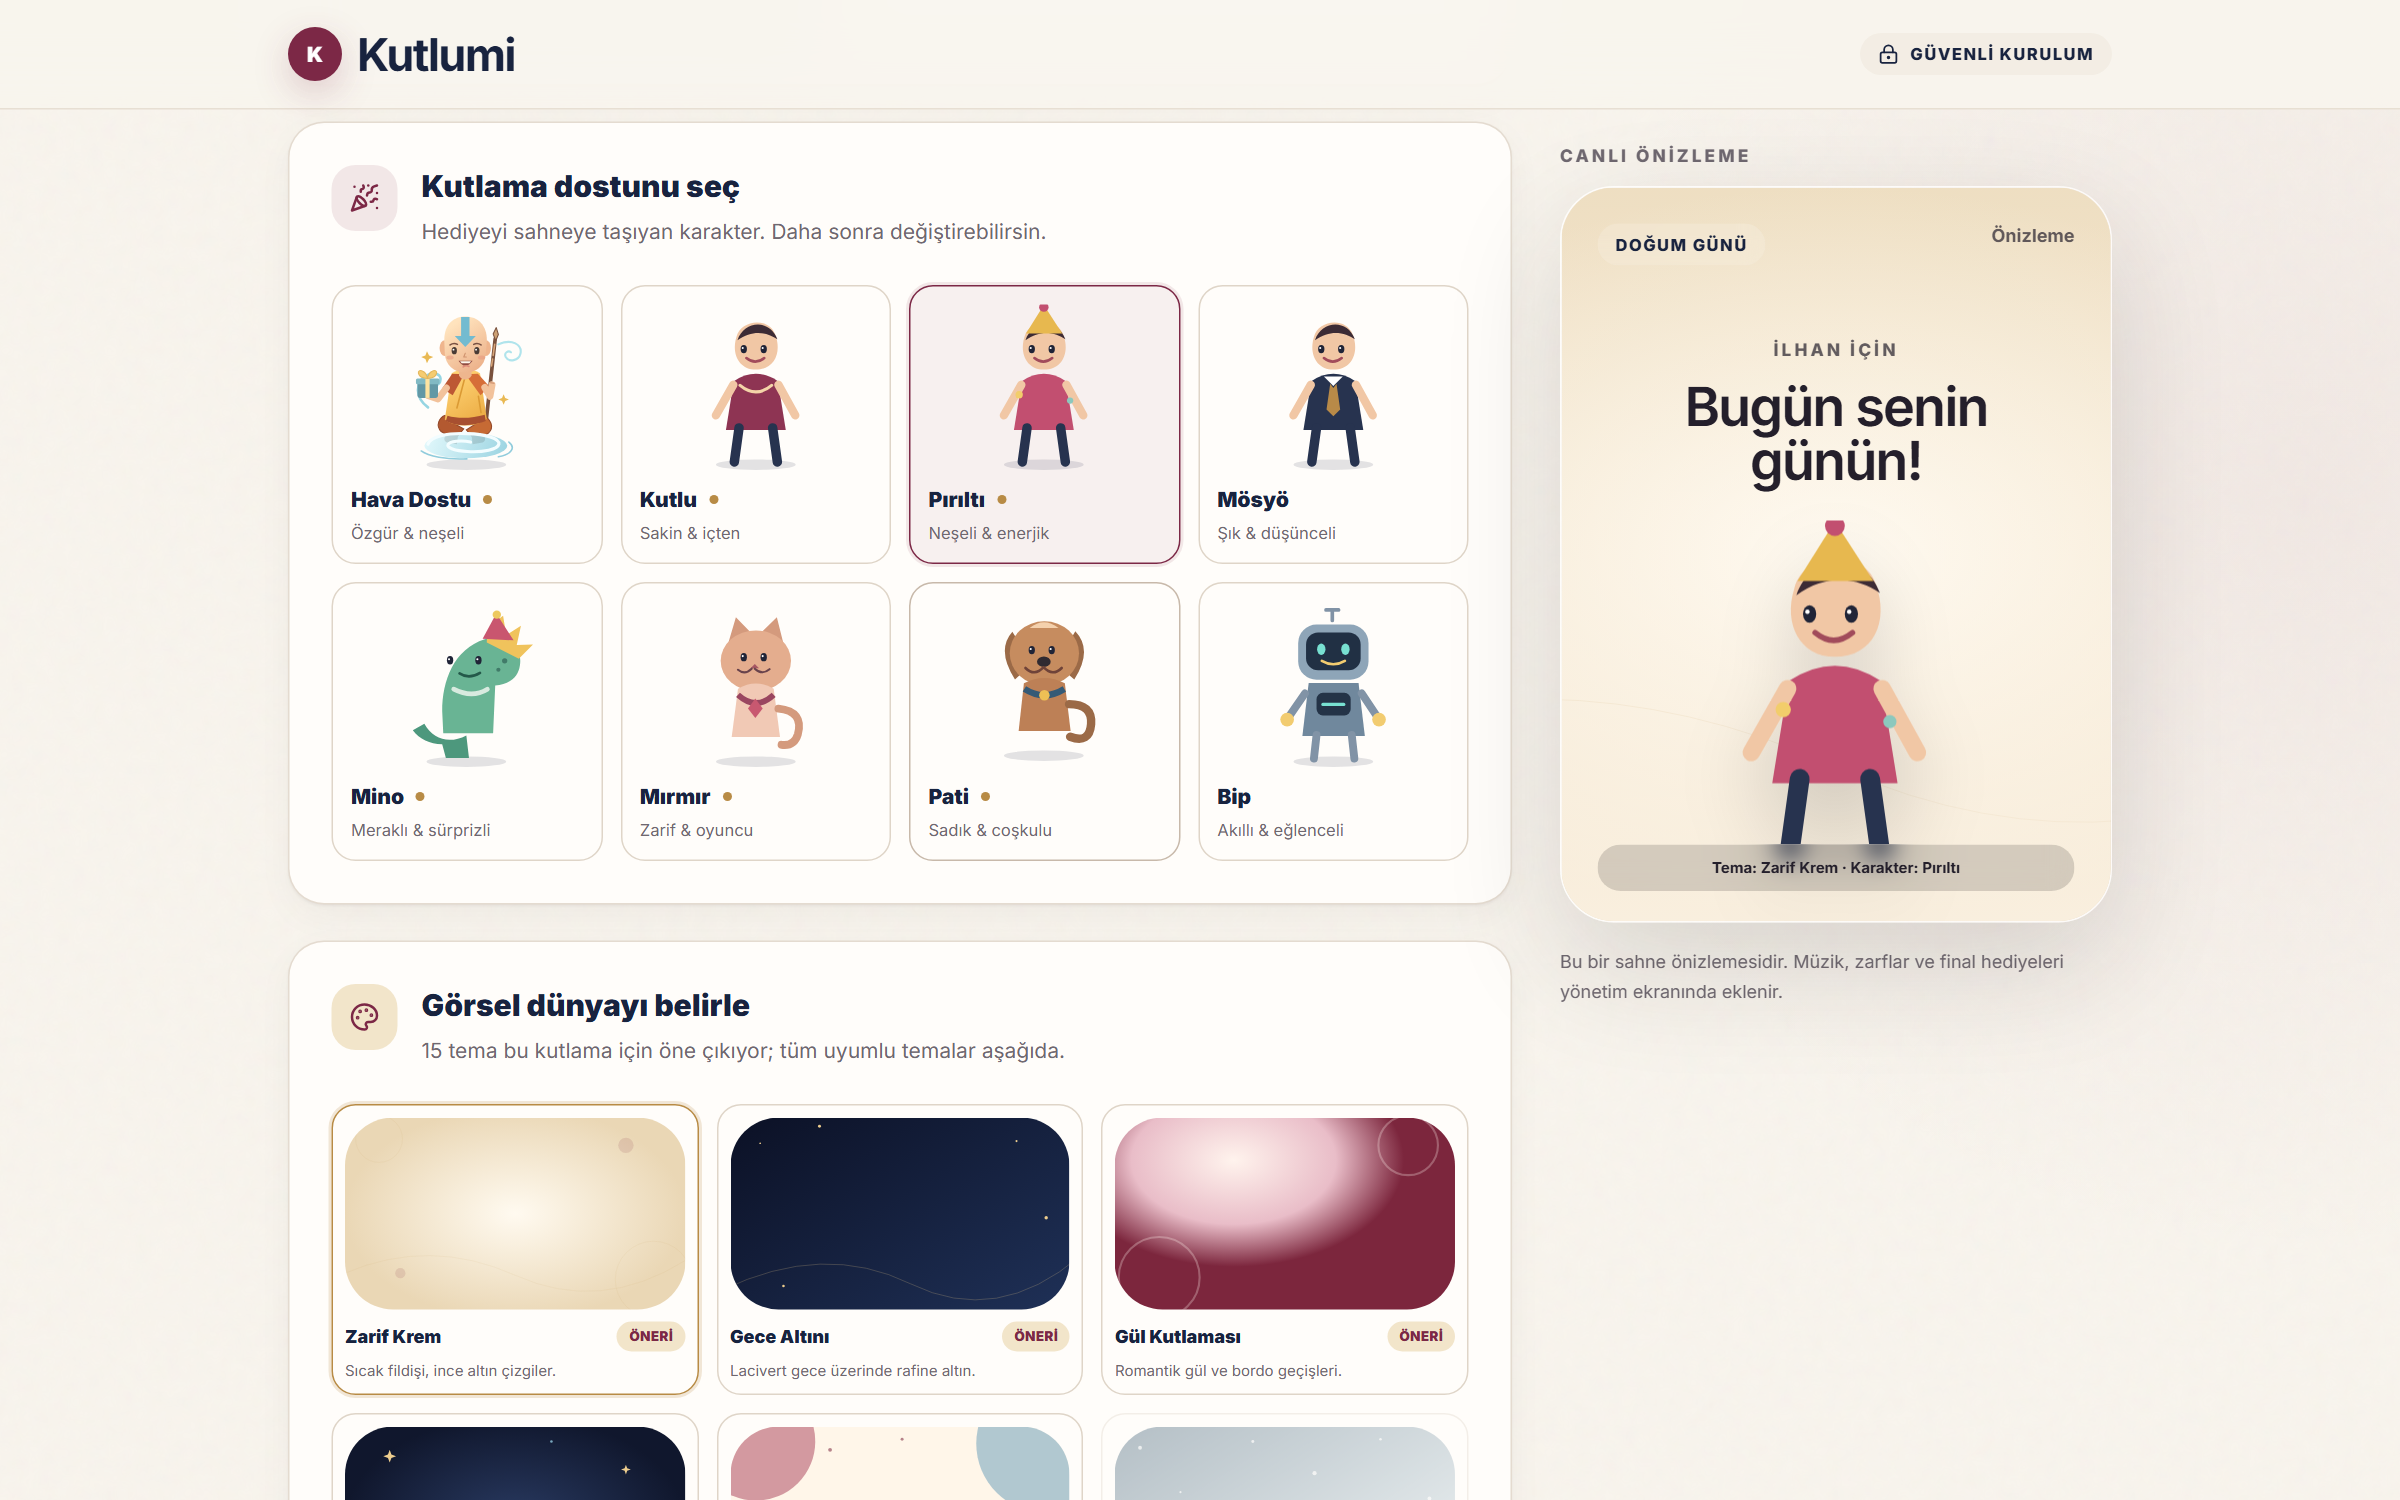 K
Kutlumi
GÜVENLİ KURULUM
Kutlama dostunu seç
Hediyeyi sahneye taşıyan karakter. Daha sonra değiştirebilirsin.
Hava Dostu
Özgür & neşeli
Kutlu
Sakin & içten
Pırıltı
Neşeli & enerjik
Mösyö
Şık & düşünceli
Mino
Meraklı & sürprizli
Mırmır
Zarif & oyuncu
Pati
Sadık & coşkulu
Bip
Akıllı & eğlenceli
Görsel dünyayı belirle
15 tema bu kutlama için öne çıkıyor; tüm uyumlu temalar aşağıda.
Zarif Krem
ÖNERİ
Sıcak fildişi, ince altın çizgiler.
Gece Altını
ÖNERİ
Lacivert gece üzerinde rafine altın.
Gül Kutlaması
ÖNERİ
Romantik gül ve bordo geçişleri.
CANLI ÖNİZLEME
DOĞUM GÜNÜ
Önizleme
İLHAN İÇİN
Bugün senin
günün!
Tema: Zarif Krem · Karakter: Pırıltı
Bu bir sahne önizlemesidir. Müzik, zarflar ve final hediyeleri
yönetim ekranında eklenir.